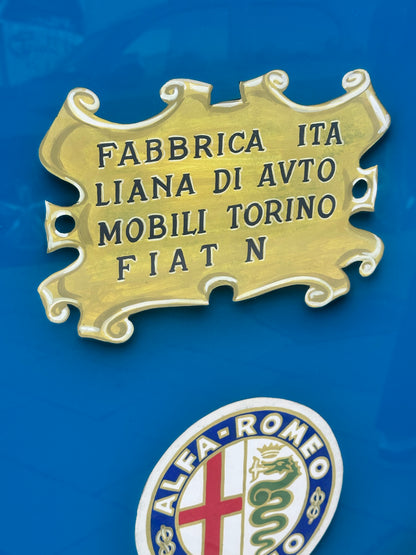 FABBRICA ITA
LIANA DI AVTO
MOBILI TORINO
FIAT N
ALFA-ROMEO